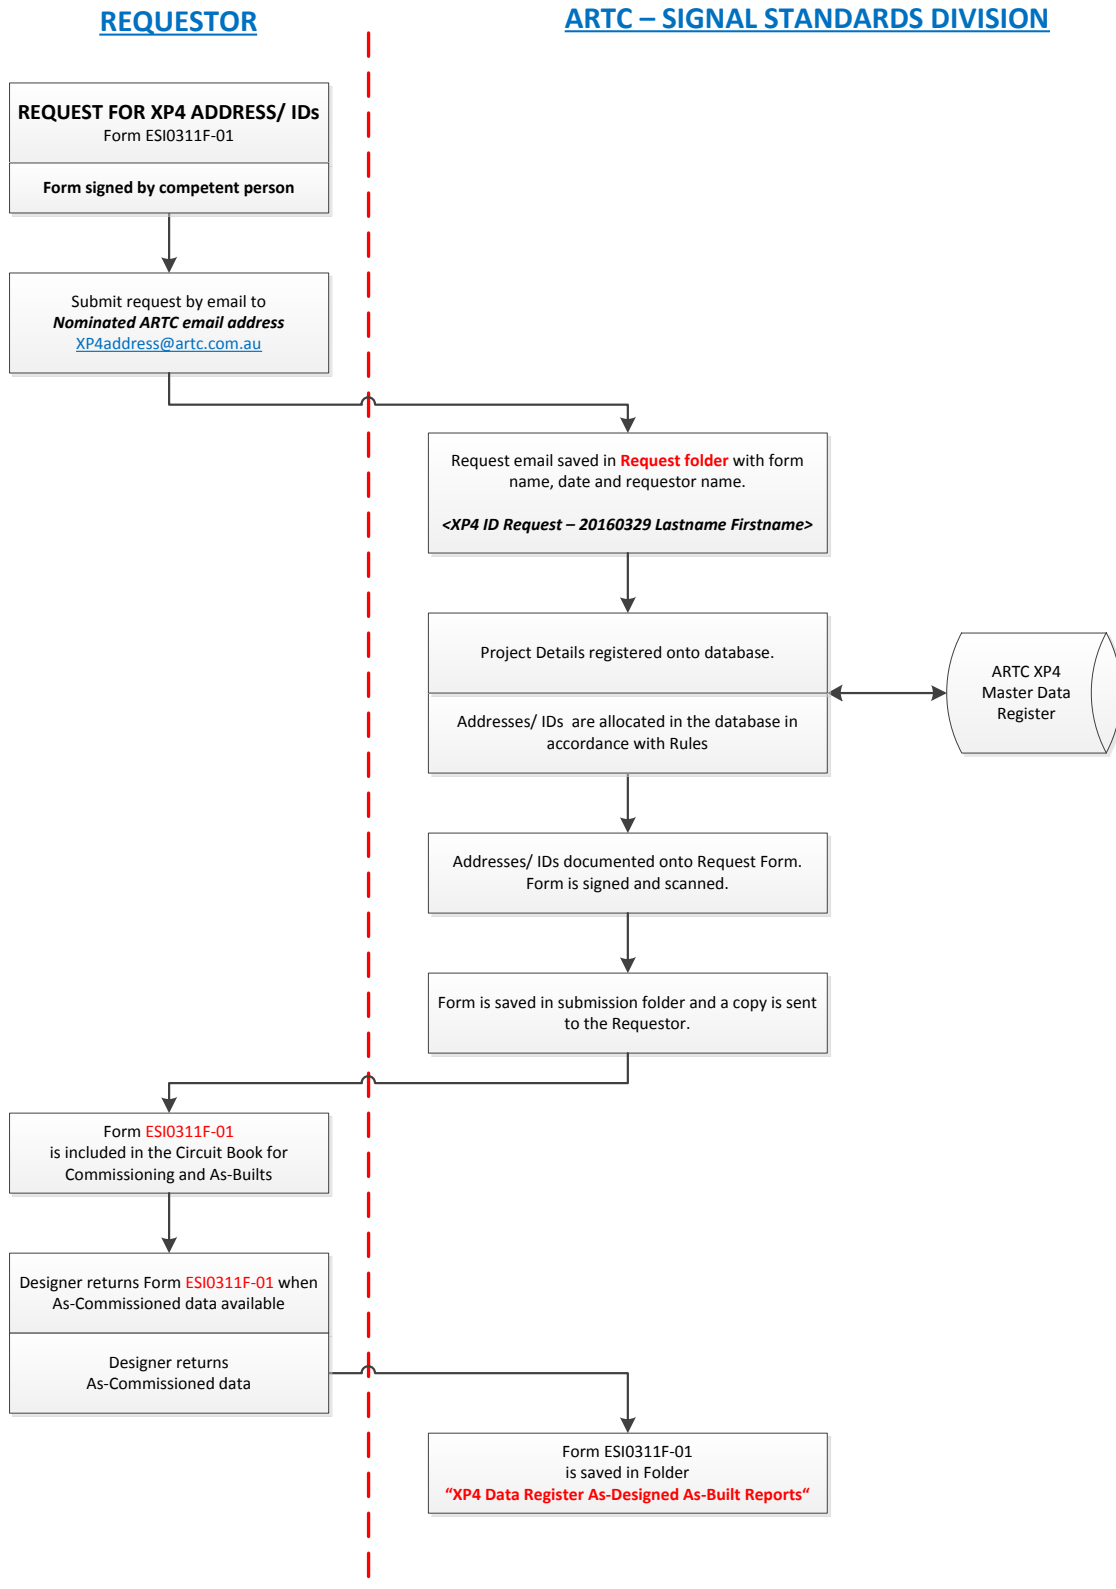 REQUESTOR
ARTC – SIGNAL STANDARDS DIVISION
REQUEST FOR XP4 ADDRESS/ IDs
Form ESI0311F-01
Form signed by competent person
Submit request by email to
Nominated ARTC email address
XP4address@artc.com.au
Request email saved in Request folder with form
name, date and requestor name.
<XP4 ID Request – 20160329 Lastname Firstname>
Project Details registered onto database.
Addresses/ IDs  are allocated in the database in
accordance with Rules
ARTC XP4
Master Data
Register
Addresses/ IDs documented onto Request Form.
Form is signed and scanned.
Form is saved in submission folder and a copy is sent
to the Requestor.
Form ESI0311F-01
is included in the Circuit Book for
Commissioning and As-Builts
Designer returns Form ESI0311F-01 when
As-Commissioned data available
Designer returns
As-Commissioned data
Form ESI0311F-01
is saved in Folder
“XP4 Data Register As-Designed As-Built Reports“